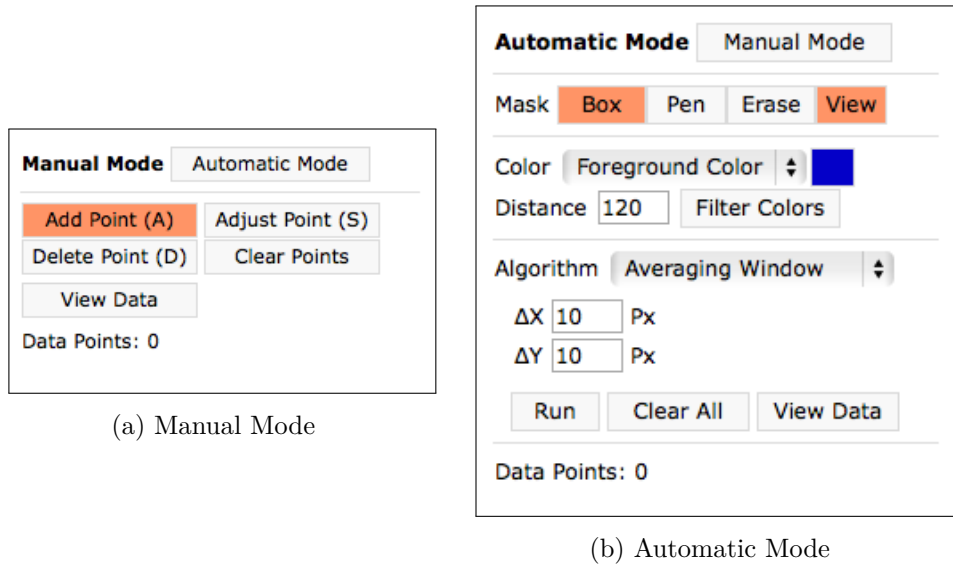 Manual Mode Automatic Mode
Add Point (A) Adjust Point (S)
Delete Point (D) Clear Points
View Data
Data Points: 0
(a) Manual Mode
Automatic Mode Manual Mode
Mask Box Pen Erase View
Color Foreground Color
Distance 120 Filter Colors
Algorithm Averaging Window
ΔX 10 Px
ΔY 10 Px
Run Clear All View Data
Data Points: 0
(b) Automatic Mode